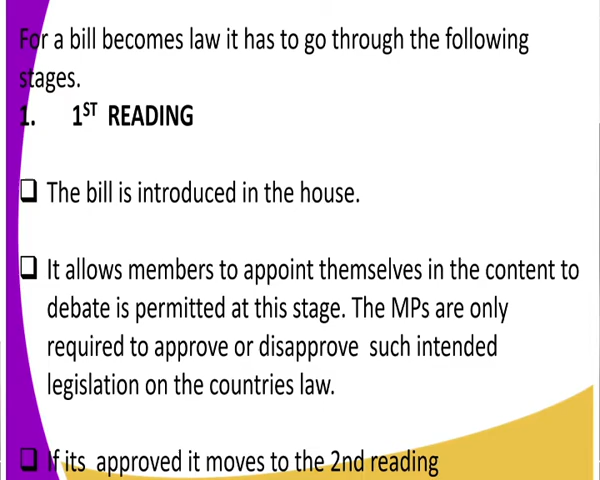 For a bill becomes law it has to go through the following
stages.
1. 1ST READING
❑ The bill is introduced in the house.
❑ It allows members to appoint themselves in the content to
debate is permitted at this stage. The MPs are only
required to approve or disapprove such intended
legislation on the countries law.
❑ If its approved it moves to the 2nd reading